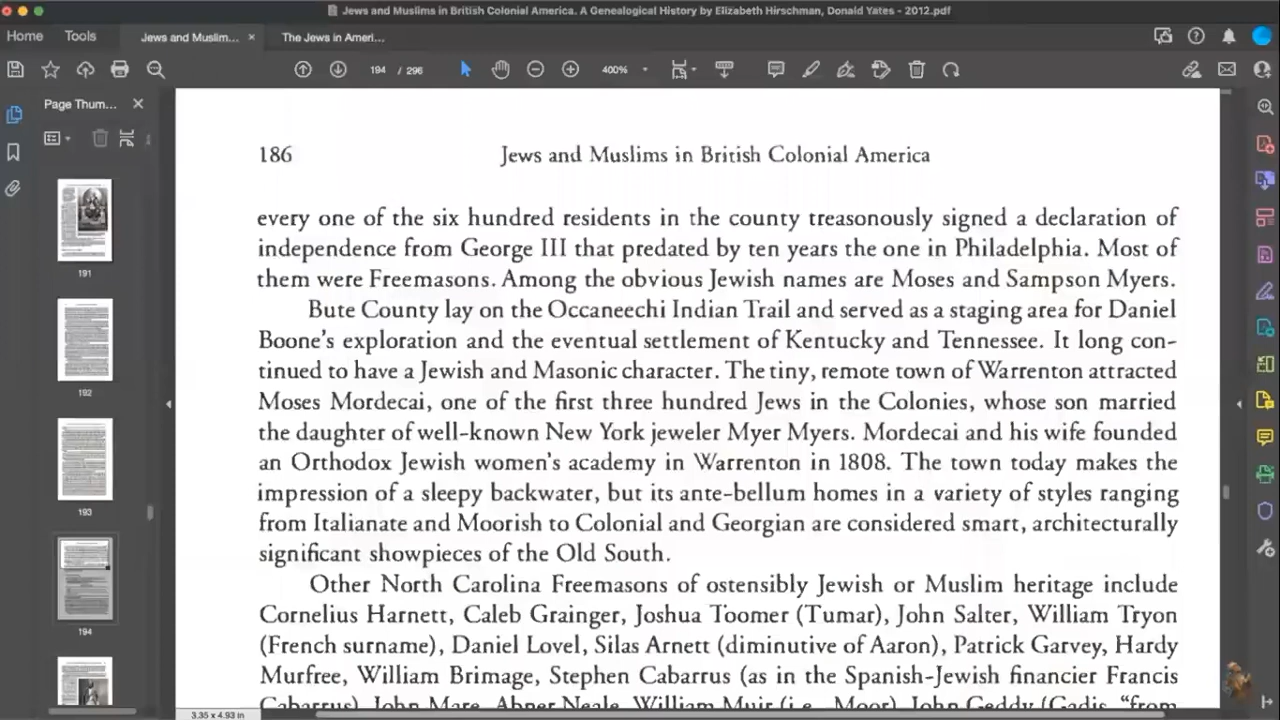 Jews and Muslims in British Colonial America. A Genealogical History by Elizabeth Hirschman, Donald Yates - 2012.pdf
Home Tools Jews and Muslim... × The Jews in Ameri...
194 / 296 400%
Page Thum...
191
192
193
194
186 Jews and Muslims in British Colonial America
every one of the six hundred residents in the county treasonously signed a declaration of
independence from George III that predated by ten years the one in Philadelphia. Most of
them were Freemasons. Among the obvious Jewish names are Moses and Sampson Myers.
Bute County lay on the Occaneechi Indian Trail and served as a staging area for Daniel
Boone's exploration and the eventual settlement of Kentucky and Tennessee. It long con-
tinued to have a Jewish and Masonic character. The tiny, remote town of Warrenton attracted
Moses Mordecai, one of the first three hundred Jews in the Colonies, whose son married
the daughter of well-known New York jeweler Myer Myers. Mordecai and his wife founded
an Orthodox Jewish women's academy in Warrenton in 1808. The town today makes the
impression of a sleepy backwater, but its ante-bellum homes in a variety of styles ranging
from Italianate and Moorish to Colonial and Georgian are considered smart, architecturally
significant showpieces of the Old South.
Other North Carolina Freemasons of ostensibly Jewish or Muslim heritage include
Cornelius Harnett, Caleb Grainger, Joshua Toomer (Tumar), John Salter, William Tryon
(French surname), Daniel Lovel, Silas Arnett (diminutive of Aaron), Patrick Garvey, Hardy
Murfree, William Brimage, Stephen Cabarrus (as in the Spanish-Jewish financier Francis
Cabarrus), John Mare, Abner Neale, William Muir (i.e., Moor), John Geddy (Gadis, "from
3.35 x 4.93 in